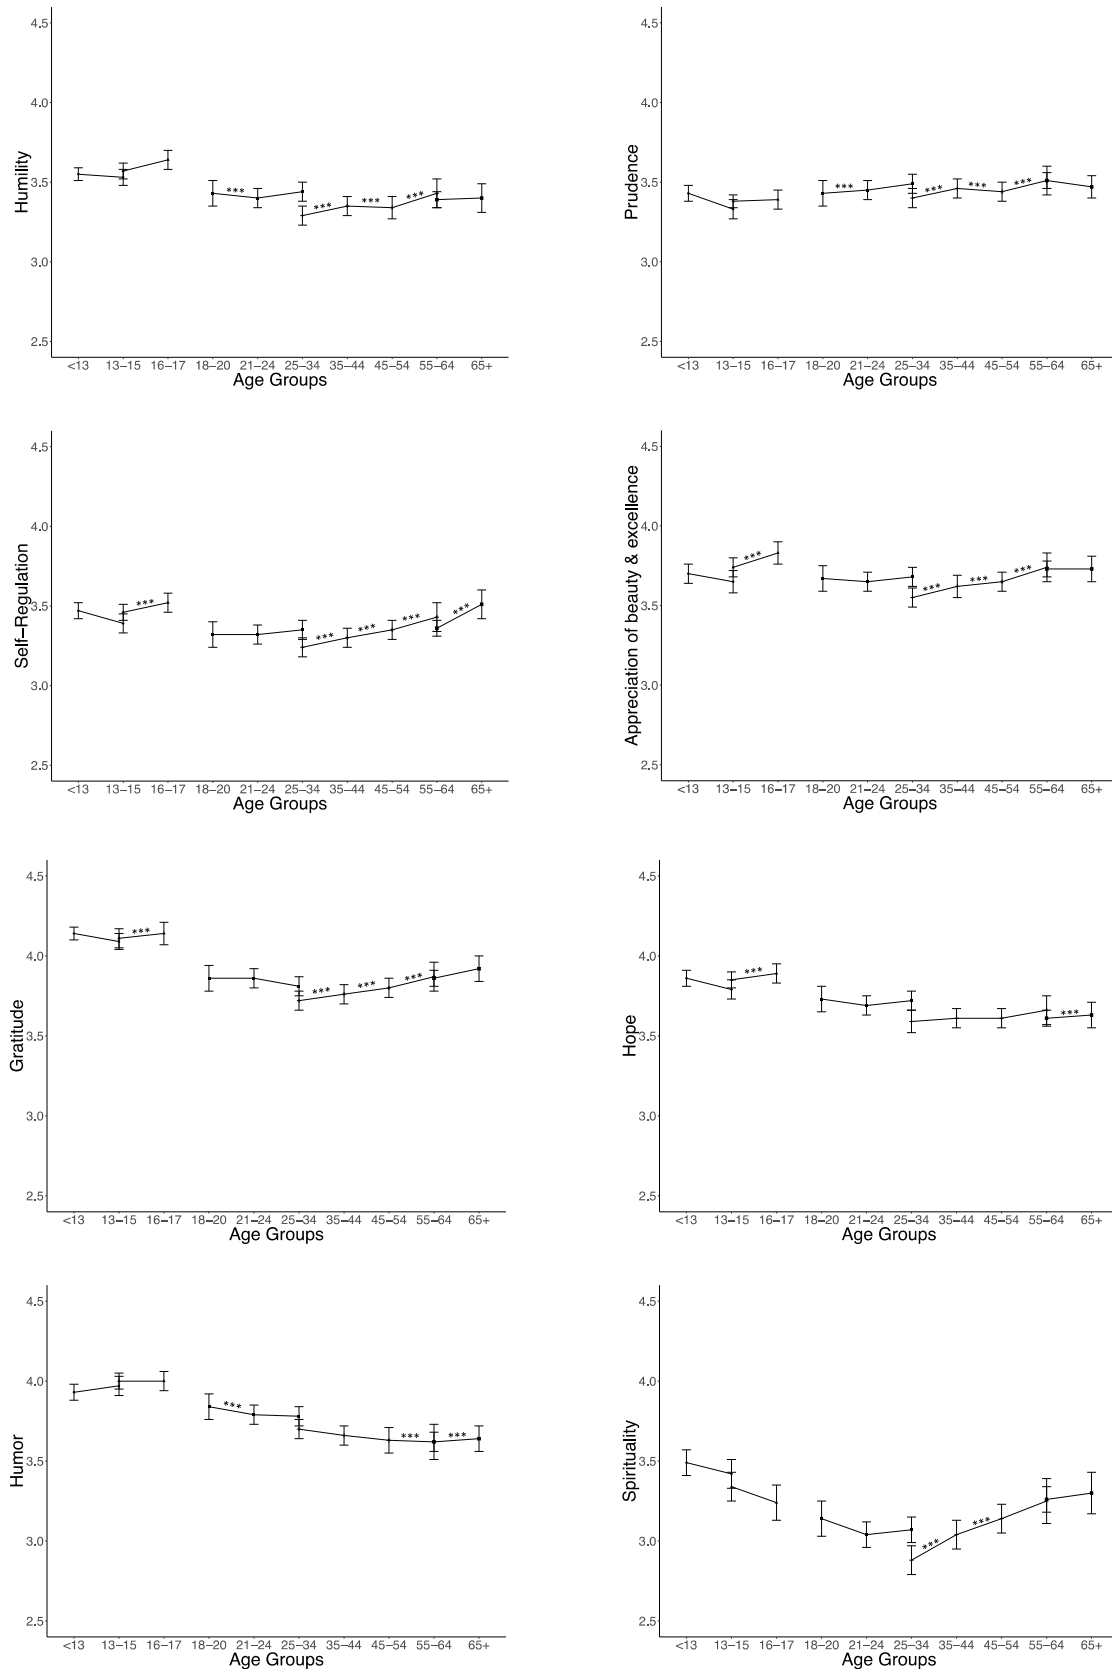 4.5
4.0
3.5
3.0
2.5
Humility
***
***
***
***
<13 13–15 16–17 18–20 21–24 25–34 35–44 45–54 55–64 65+
Age Groups
4.5
4.0
3.5
3.0
2.5
Prudence
***
***
***
***
<13 13–15 16–17 18–20 21–24 25–34 35–44 45–54 55–64 65+
Age Groups
4.5
4.0
3.5
3.0
2.5
Self−Regulation
***
***
***
***
***
<13 13–15 16–17 18–20 21–24 25–34 35–44 45–54 55–64 65+
Age Groups
4.5
4.0
3.5
3.0
2.5
Appreciation of beauty & excellence
***
***
***
***
<13 13–15 16–17 18–20 21–24 25–34 35–44 45–54 55–64 65+
Age Groups
4.5
4.0
3.5
3.0
2.5
Gratitude
***
***
***
***
<13 13–15 16–17 18–20 21–24 25–34 35–44 45–54 55–64 65+
Age Groups
4.5
4.0
3.5
3.0
2.5
Hope
***
***
<13 13–15 16–17 18–20 21–24 25–34 35–44 45–54 55–64 65+
Age Groups
4.5
4.0
3.5
3.0
2.5
Humor
***
***
***
<13 13–15 16–17 18–20 21–24 25–34 35–44 45–54 55–64 65+
Age Groups
4.5
4.0
3.5
3.0
2.5
Spirituality
***
***
<13 13–15 16–17 18–20 21–24 25–34 35–44 45–54 55–64 65+
Age Groups